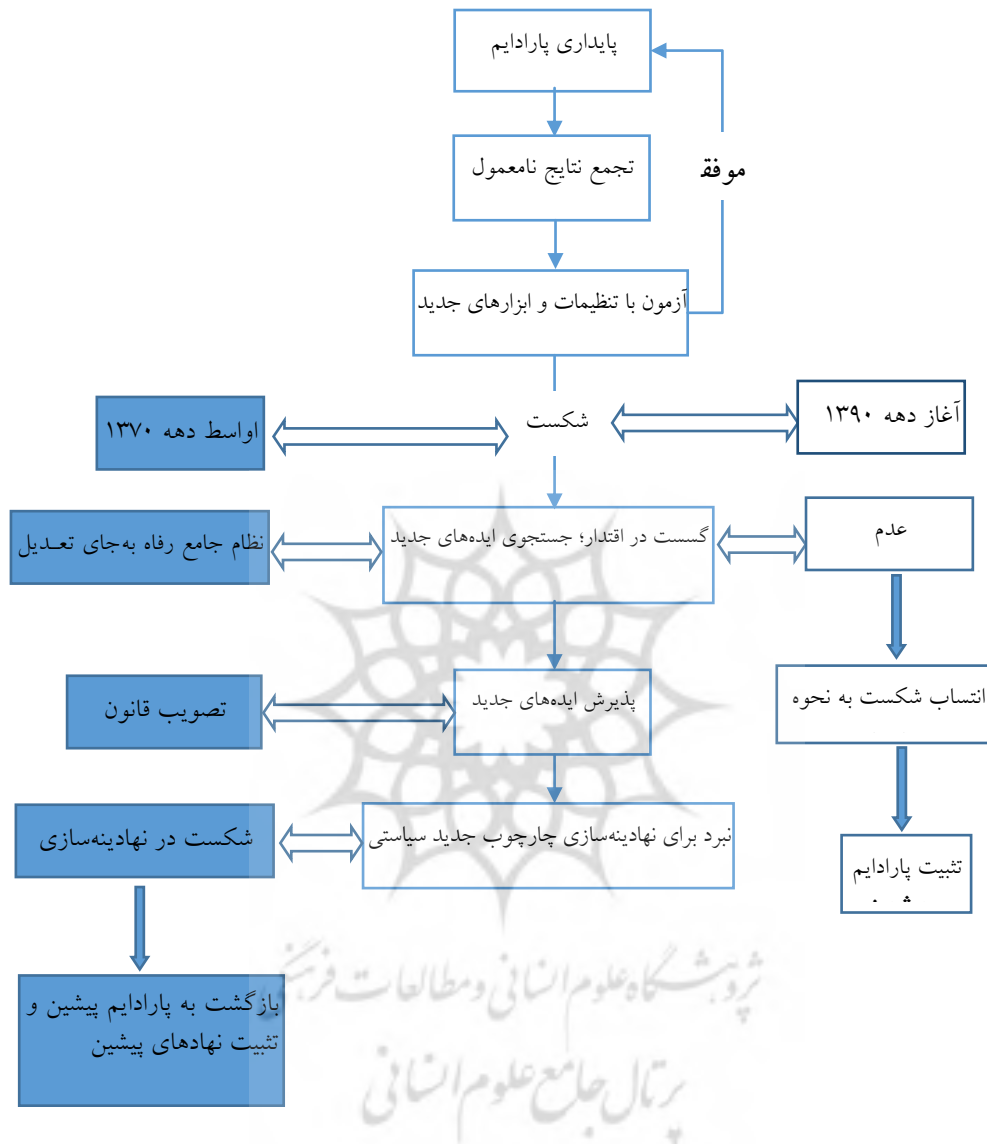 پایداری پارادایم
تجمع نتایج نامعمول
موفق
آزمون با تنظیمات و ابزارهای جدید
شکست
آغاز دهه ۱۳۹۰
اواسط دهه ۱۳۷۰
عدم
گسست در اقتدار؛ جستجوی ایده‌های جدید
نظام جامع رفاه به‌جای تعـدیل
انتساب شکست به نحوه
پذیرش ایده‌های جدید
تصویب قانون
نبرد برای نهادینه‌سازی چارچوب جدید سیاستی
شکست در نهادینه‌سازی
تثبیت پارادایم
بازگشت به پارادایم پیشین و
تثبیت نهادهای پیشین
پژوهشگاه علوم انسانی و مطالعات فرهنگی
پرتال جامع علوم انسانی